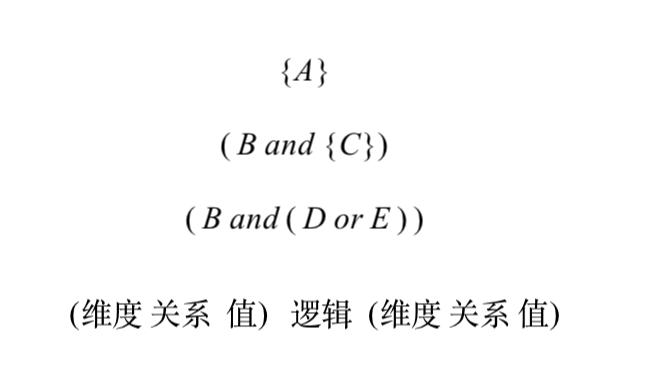 {A}
( B and {C})
( B and ( D or E ) )
(维度 关系 值) 逻辑 (维度 关系 值)